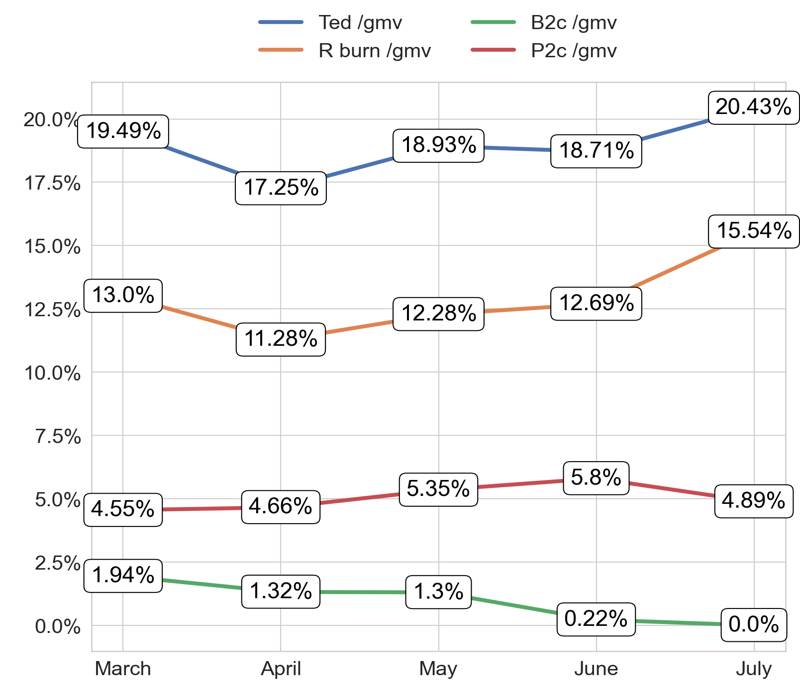 Ted /gmv B2c /gmv
R burn /gmv P2c /gmv
20.0% 19.49% 20.43%
17.5% 17.25% 18.93% 18.71%
15.0% 15.54%
12.5% 13.0% 11.28% 12.28% 12.69%
10.0%
7.5%
5.0% 4.55% 4.66% 5.35% 5.8% 4.89%
2.5% 1.94% 1.32% 1.3%
0.0% 0.22% 0.0%
March April May June July